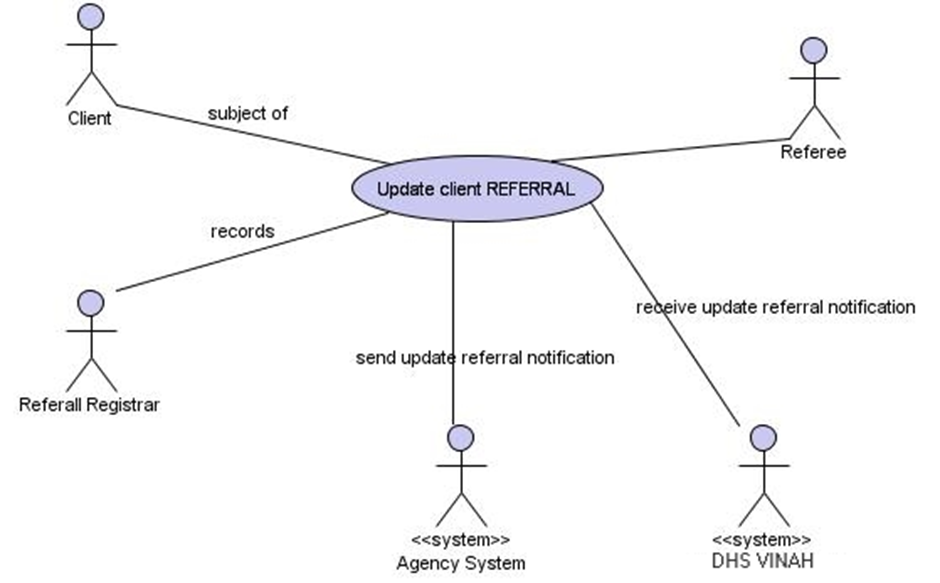 subject of
Client
Referee
Update client REFERRAL
records
receive update referral notification
send update referral notification
Referall Registrar
<<system>>
Agency System
<<system>>
DHS VINAH